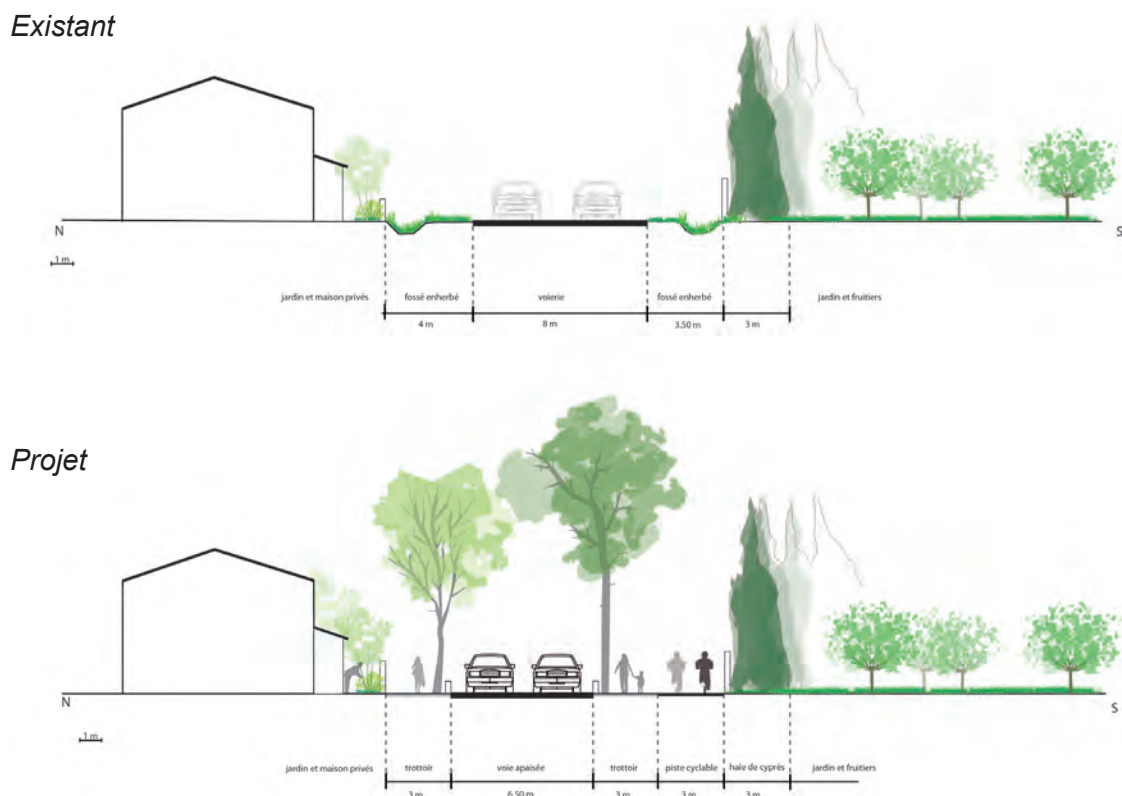 Existant
N
S
1 m
jardin et maison privés fossé enherbé voierie fossé enherbé jardin et fruitiers
4 m 8 m 3.50 m 3 m
Projet
N
S
1 m
jardin et maison privés trottoir voie apaisée trottoir piste cyclable haie de cyprès jardin et fruitiers
3 m 6.50 m 3 m 3 m 3 m